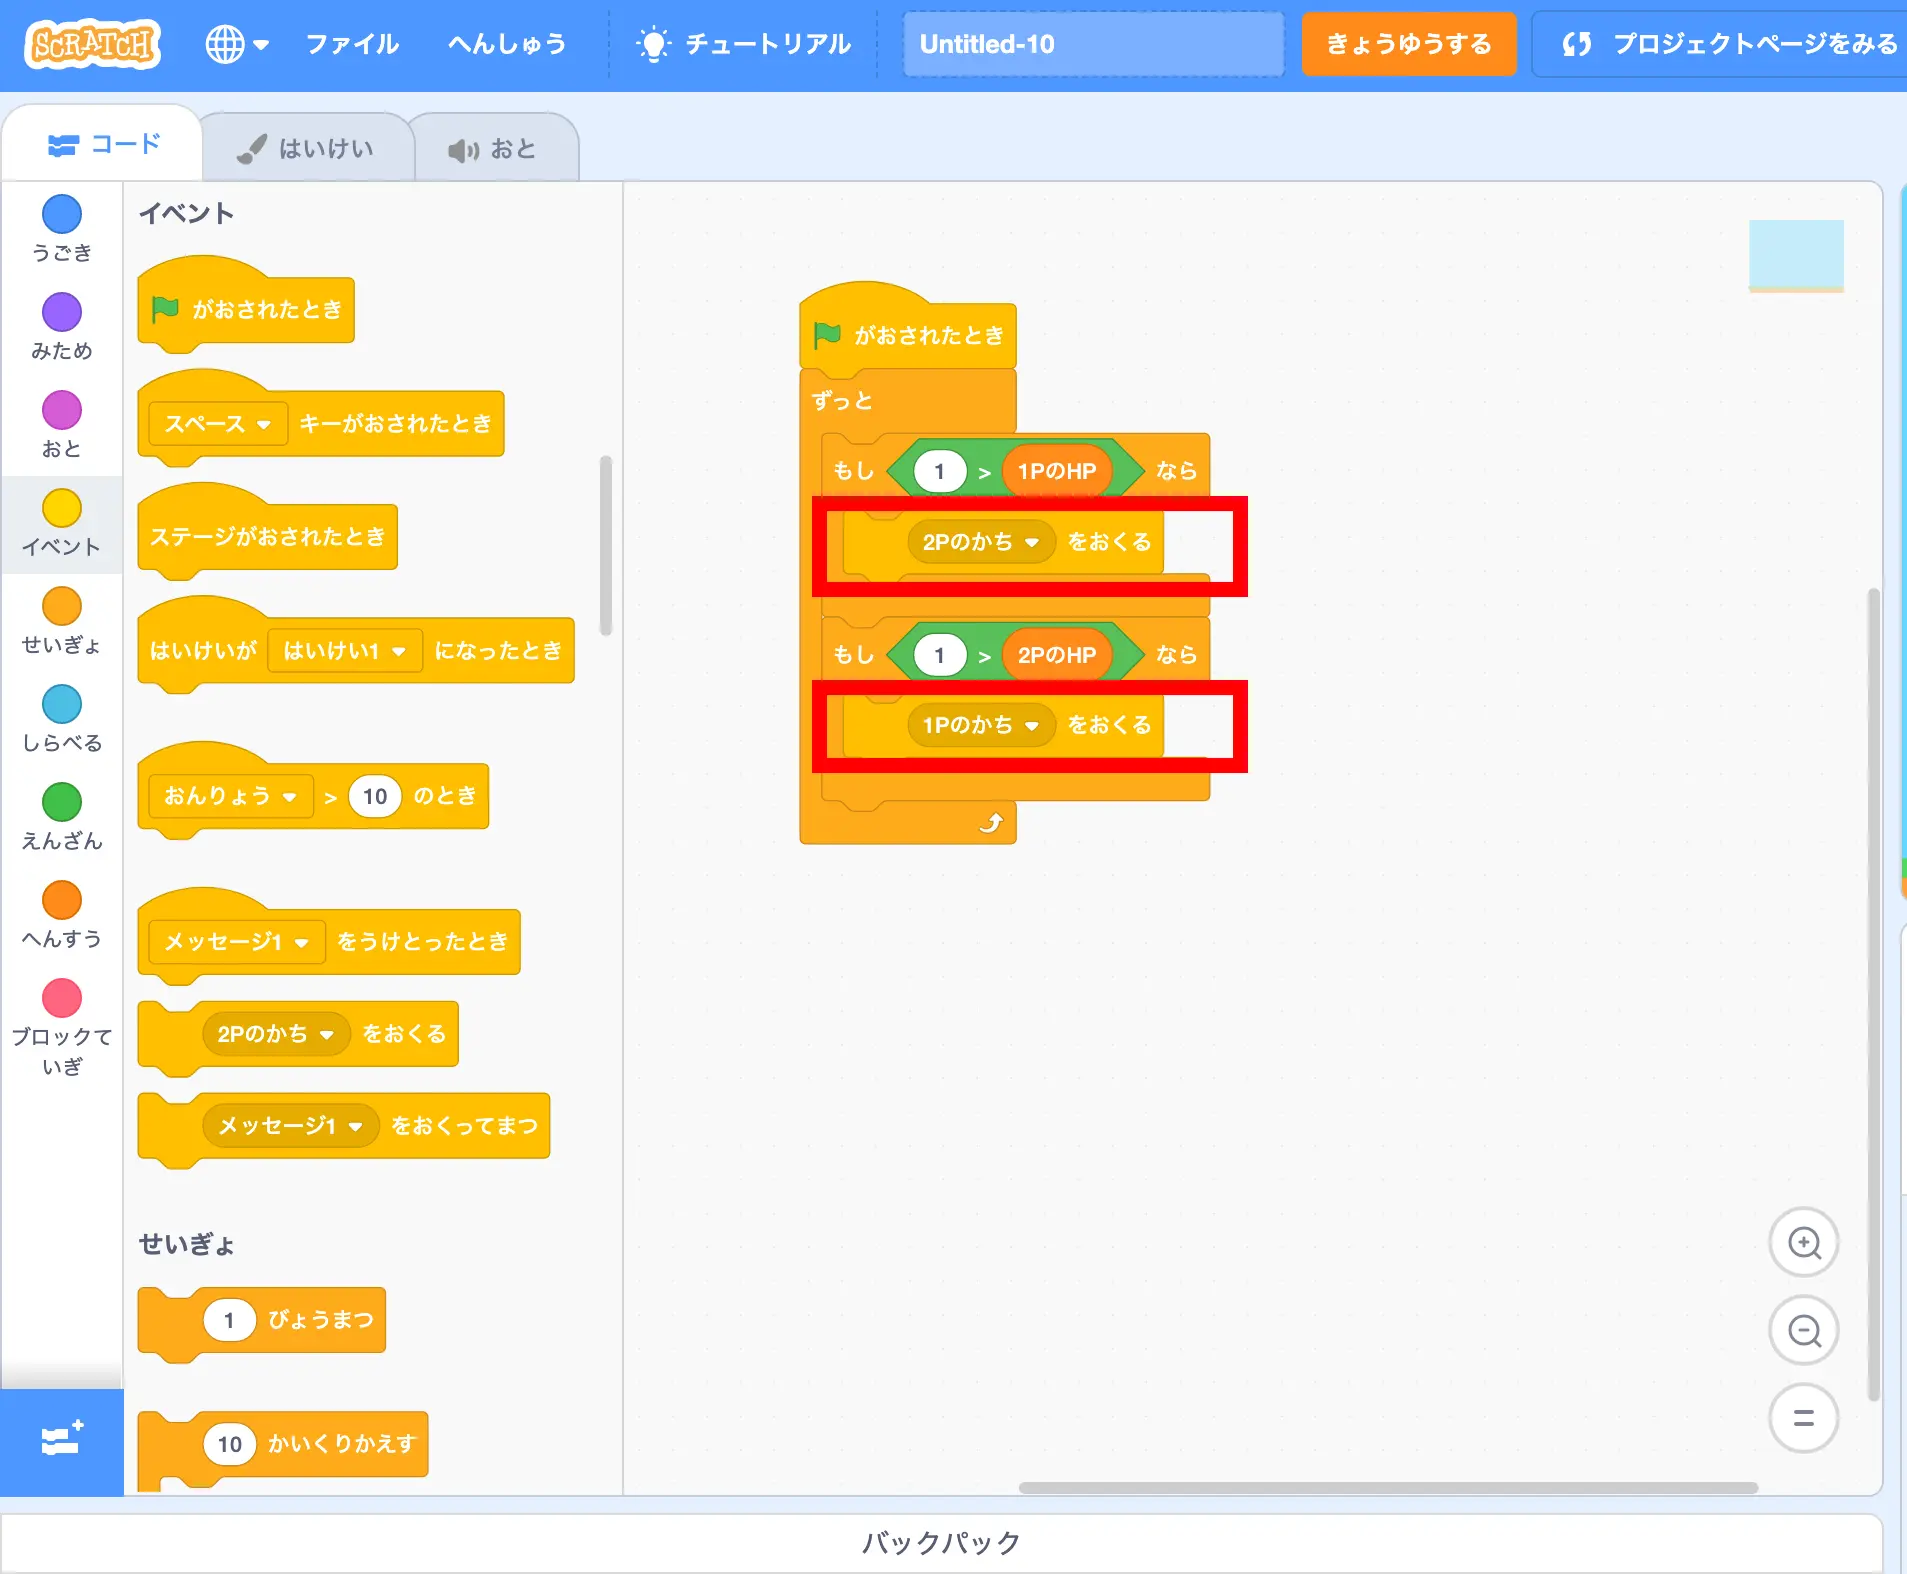 SCRATCH ファイル へんしゅう チュートリアル Untitled-10 きょうゆうする プロジェクトページをみる
コード はいけい おと
うごき
みため
おと
イベント
せいぎょ
しらべる
えんざん
へんすう
ブロックて
いぎ
イベント
がおされたとき
スペース キーがおされたとき
ステージがおされたとき
はいけいが はいけい1 になったとき
おんりょう > 10 のとき
メッセージ1 をうけとったとき
2Pのかち をおくる
メッセージ1 をおくってまつ
せいぎょ
1 びょうまつ
10 かいくりかえす
がおされたとき
ずっと
もし 1 > 1PのHP なら
2Pのかち をおくる
もし 1 > 2PのHP なら
1Pのかち をおくる
バックパック